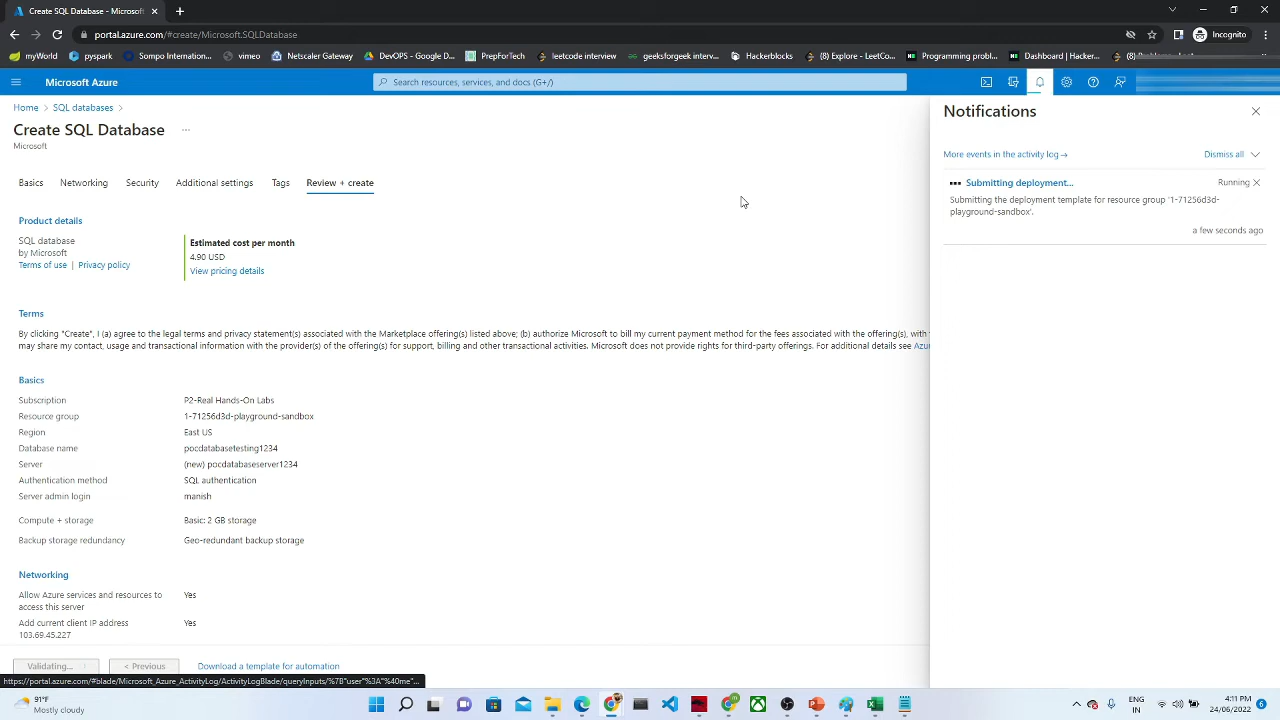 Create SQL Database - Microsoft
portal.azure.com/#create/Microsoft.SQLDatabase
Incognito
myWorld
pyspark
Sompo Internation...
vimeo
Netscaler Gateway
DevOPS - Google D...
PrepForTech
leetcode interview
geeksforgeek interv...
Hackerblocks
(8) Explore - LeetCo...
Programming probl...
Dashboard | Hacker...
Microsoft Azure
Search resources, services, and docs (G+/)
Home > SQL databases >
Create SQL Database ...
Microsoft
Basics
Networking
Security
Additional settings
Tags
Review + create
Product details
SQL database
by Microsoft
Terms of use | Privacy policy
Estimated cost per month
4.90 USD
View pricing details
Terms
By clicking "Create", I (a) agree to the legal terms and privacy statement(s) associated with the Marketplace offering(s) listed above; (b) authorize Microsoft to bill my current payment method for the fees associated with the offering(s), with
may share my contact, usage and transactional information with the provider(s) of the offering(s) for support, billing and other transactional activities. Microsoft does not provide rights for third-party offerings. For additional details see
Basics
Subscription P2-Real Hands-On Labs
Resource group 1-71256d3d-playground-sandbox
Region East US
Database name pocdatabasetesting1234
Server (new) pocdatabaseserver1234
Authentication method SQL authentication
Server admin login manish
Compute + storage Basic: 2 GB storage
Backup storage redundancy Geo-redundant backup storage
Networking
Allow Azure services and resources to Yes
access this server
Add current client IP address Yes
103.69.45.227
Validating...
< Previous
Download a template for automation
https://portal.azure.com/#blade/Microsoft_Azure_ActivityLog/ActivityLogBlade/queryInputs/%7B"user"%3A"%40me"...
Notifications
More events in the activity log →
Dismiss all
Submitting deployment...
Running
Submitting the deployment template for resource group '1-71256d3d-
playground-sandbox'.
a few seconds ago
91°F
Mostly cloudy
ENG
IN
4:11 PM
24/06/2022